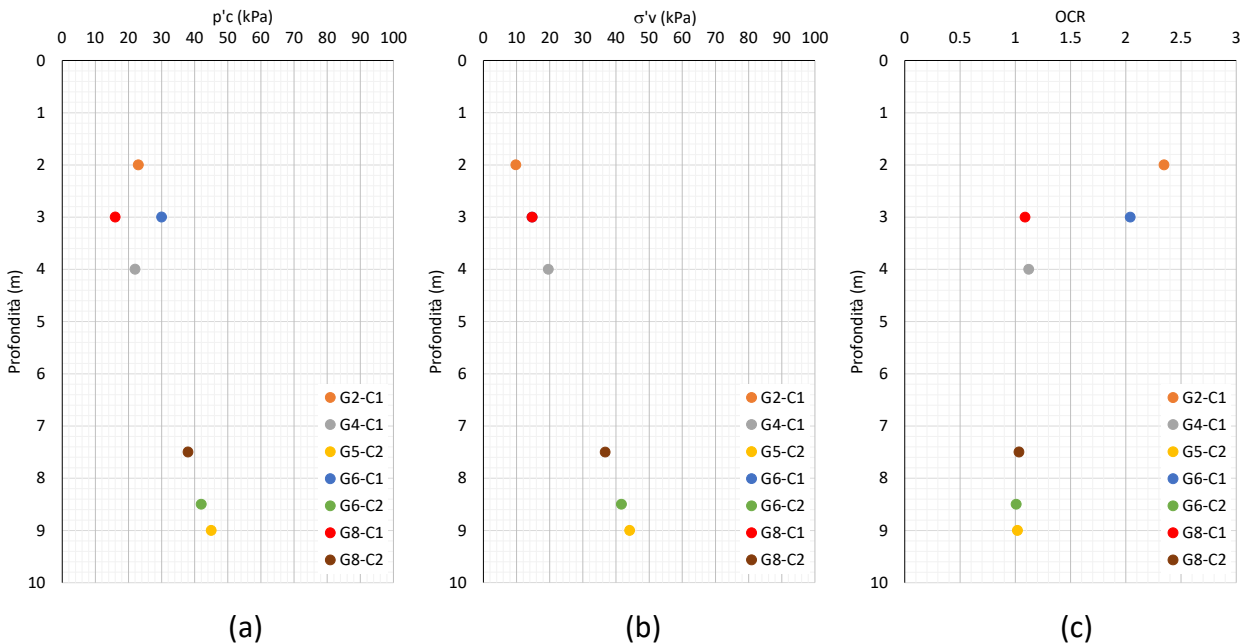 p'c (kPa)
0 10 20 30 40 50 60 70 80 90 100
0
1
2
3
4
5
6
7
8
9
10
Profondità (m)
G2-C1
G4-C1
G5-C2
G6-C1
G6-C2
G8-C1
G8-C2
(a)
σ'v (kPa)
0 10 20 30 40 50 60 70 80 90 100
0
1
2
3
4
5
6
7
8
9
10
Profondità (m)
G2-C1
G4-C1
G5-C2
G6-C1
G6-C2
G8-C1
G8-C2
(b)
OCR
0 0.5 1 1.5 2 2.5 3
0
1
2
3
4
5
6
7
8
9
10
Profondità (m)
G2-C1
G4-C1
G5-C2
G6-C1
G6-C2
G8-C1
G8-C2
(c)